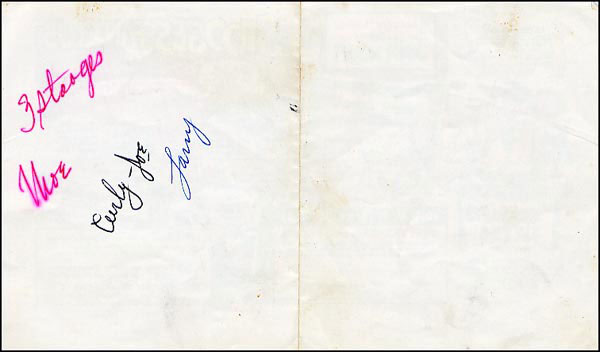 3 Stooges
Moe
Curly-Joe
Larry